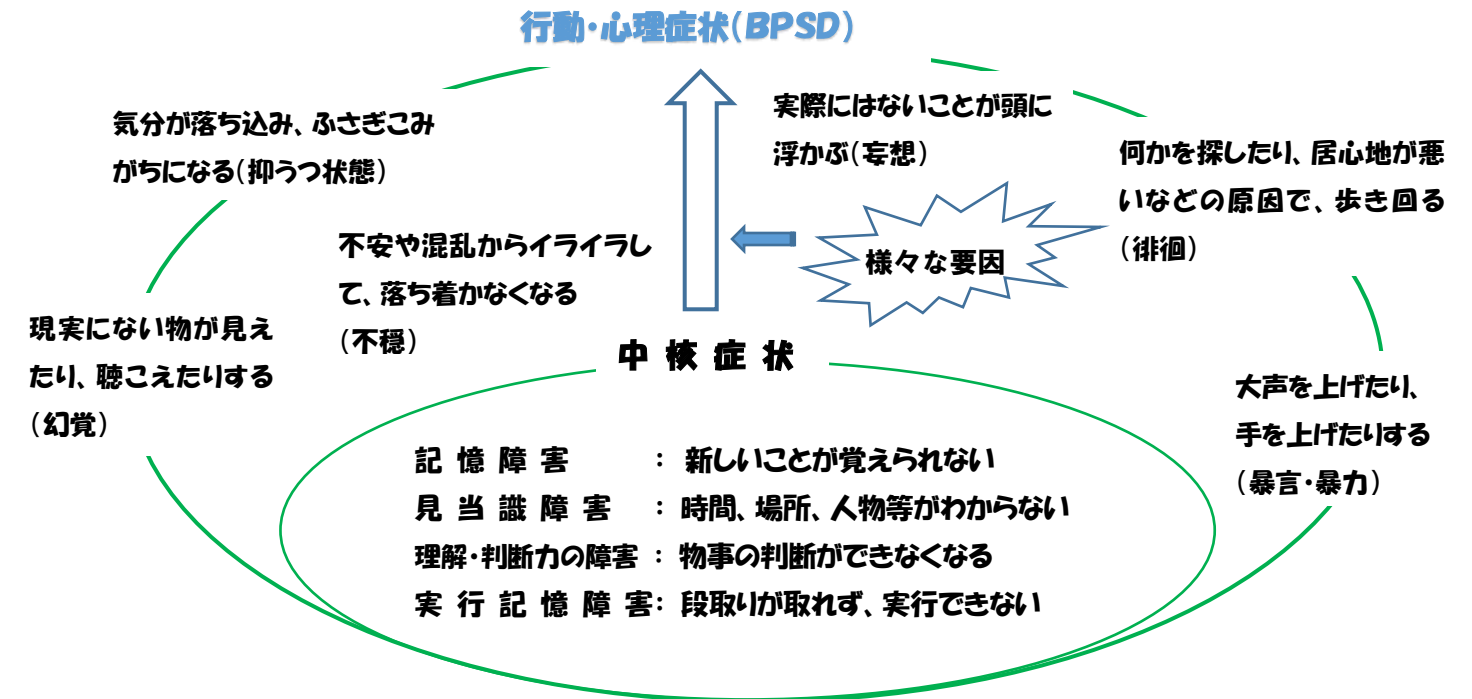 行動・心理症状(BPSD)
気分が落ち込み、ふさぎこみ
がちになる(抑うつ状態)
実際にはないことが頭に
浮かぶ(妄想)
何かを探したり、居心地が悪
いなどの原因で、歩き回る
(徘徊)
不安や混乱からイライラし
て、落ち着かなくなる
(不穏)
様々な要因
現実にない物が見え
たり、聴こえたりする
(幻覚)
大声を上げたり、
手を上げたりする
(暴言・暴力)
中核症状
記憶障害 : 新しいことが覚えられない
見当識障害 : 時間、場所、人物等がわからない
理解・判断力の障害 : 物事の判断ができなくなる
実行記憶障害: 段取りが取れず、実行できない